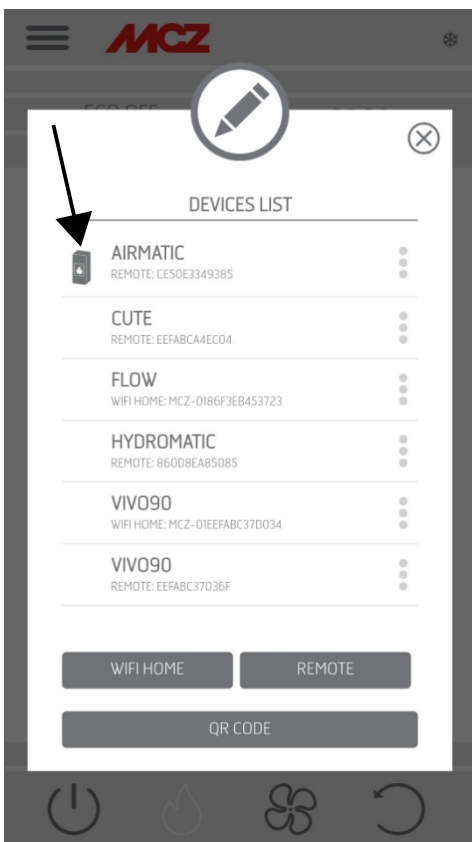 MCZ
DEVICES LIST
AIRMATIC
REMOTE: CE50E3349385
CUTE
REMOTE: EEFABCA4EC04
FLOW
WIFI HOME: MCZ-0186F3EB453723
HYDROMATIC
REMOTE: 860D8EA85085
VIVO90
WIFI HOME: MCZ-01EEFABC37D034
VIVO90
REMOTE: EEFABC37036F
WIFI HOME
REMOTE
QR CODE